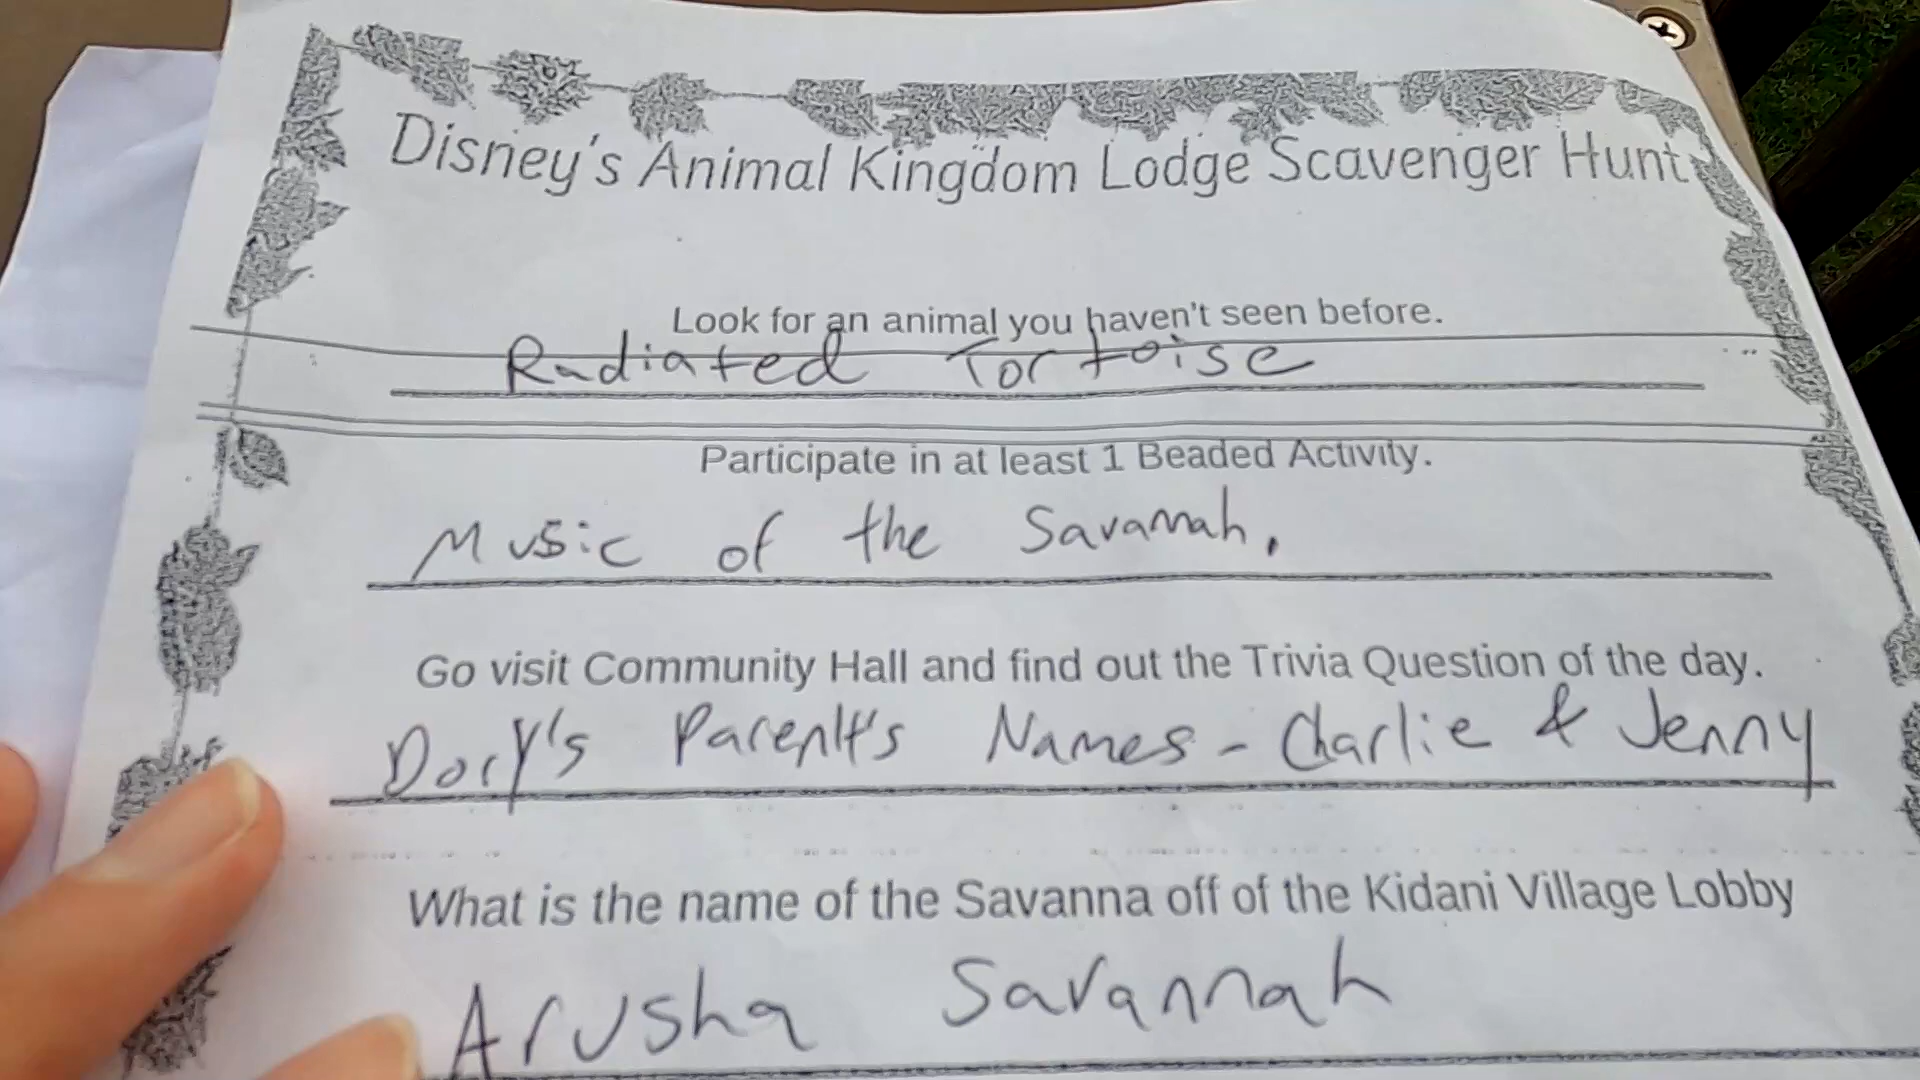 Disney's Animal Kingdom Lodge Scavenger Hunt
Look for an animal you haven't seen before.
Radiated Tortoise
Participate in at least 1 Beaded Activity.
Music of the Savannah.
Go visit Community Hall and find out the Trivia Question of the day.
Dory's Parent's Names - Charlie & Jenny
What is the name of the Savanna off of the Kidani Village Lobby
Arusha Savannah